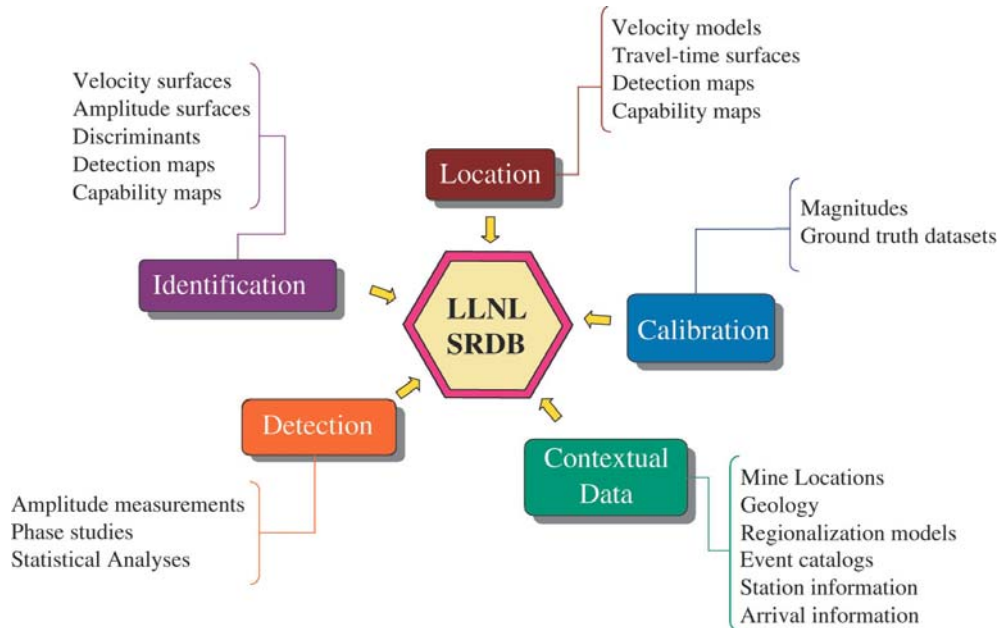 Velocity models
Travel-time surfaces
Detection maps
Capability maps
Location
Velocity surfaces
Amplitude surfaces
Discriminants
Detection maps
Capability maps
Identification
Magnitudes
Ground truth datasets
Calibration
LLNL
SRDB
Detection
Amplitude measurements
Phase studies
Statistical Analyses
Contextual
Data
Mine Locations
Geology
Regionalization models
Event catalogs
Station information
Arrival information